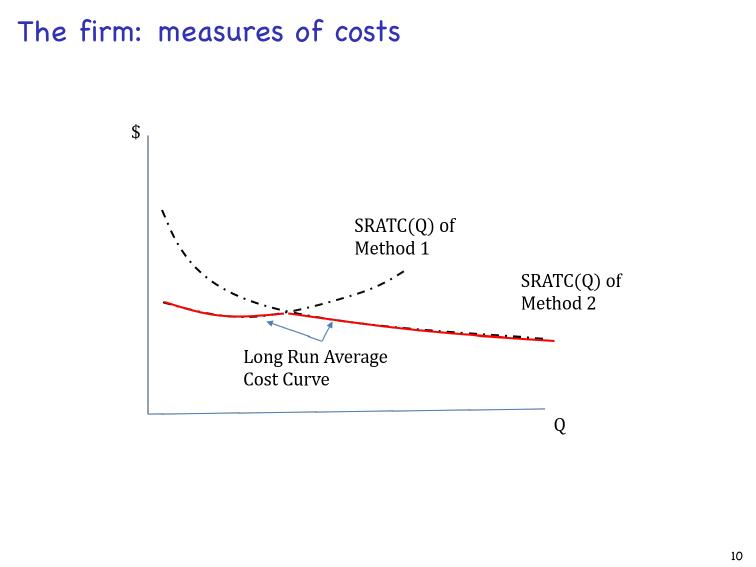 The firm: measures of costs
$
SRATC(Q) of
Method 1
SRATC(Q) of
Method 2
Long Run Average
Cost Curve
Q
10